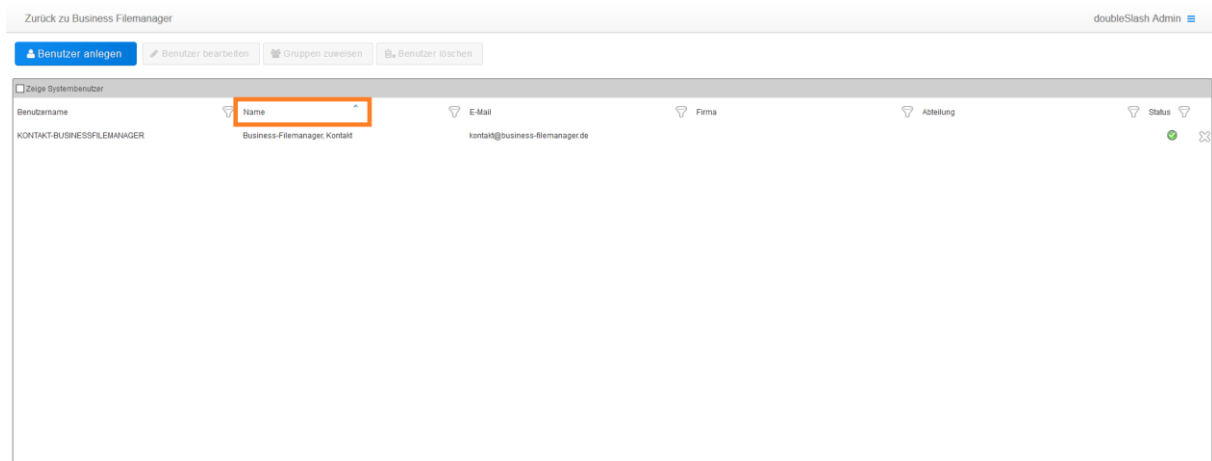 Zurück zu Business Filemanager doubleSlash Admin
Benutzer anlegen Benutzer bearbeiten Gruppen zuweisen Benutzer löschen
Zeige Systembenutzer
Benutzername Name E-Mail Firma Abteilung Status
KONTAKT-BUSINESSFILEMANAGER Business-Filemanager, Kontakt kontakt@business-filemanager.de